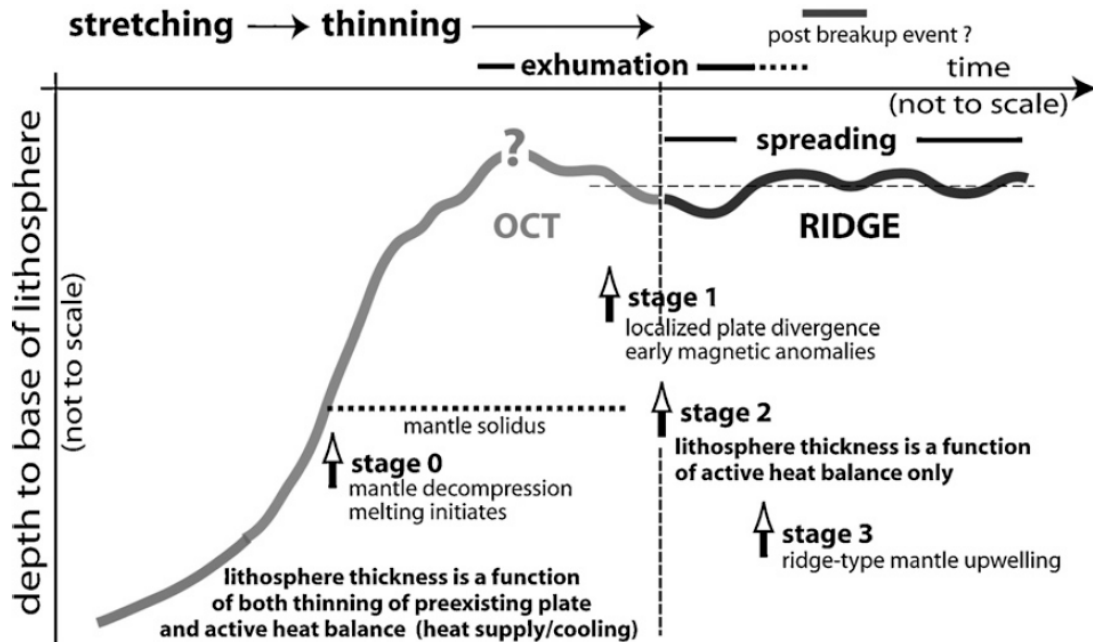 stretching → thinning →
post breakup event ?
exhumation
time
(not to scale)
depth to base of lithosphere
(not to scale)
spreading
?
OCT
RIDGE
stage 1
localized plate divergence
early magnetic anomalies
mantle solidus
stage 0
mantle decompression
melting initiates
stage 2
lithosphere thickness is a function
of active heat balance only
stage 3
ridge-type mantle upwelling
lithosphere thickness is a function
of both thinning of preexisting plate
and active heat balance (heat supply/cooling)